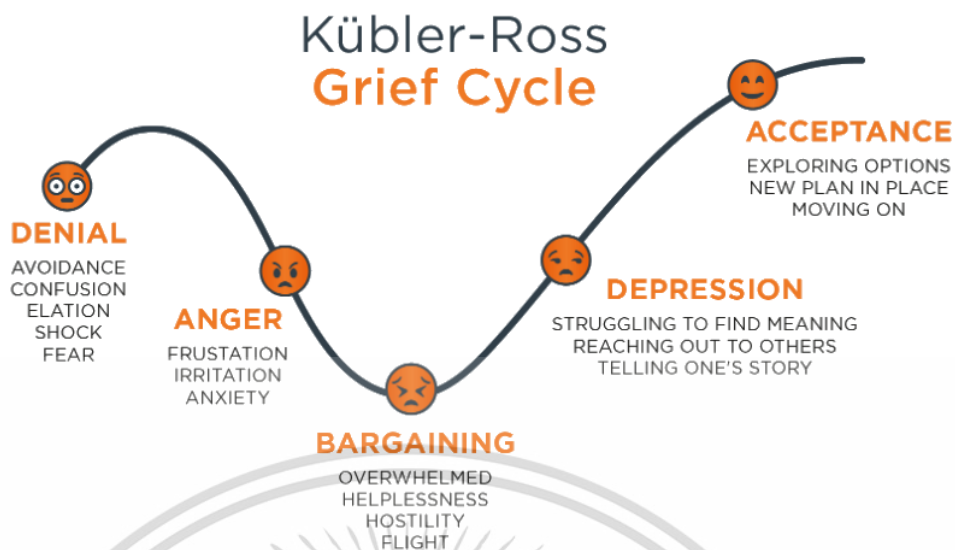 Kübler-Ross
Grief Cycle
DENIAL
AVOIDANCE
CONFUSION
ELATION
SHOCK
FEAR
ANGER
FRUSTATION
IRRITATION
ANXIETY
BARGAINING
OVERWHELMED
HELPLESSNESS
HOSTILITY
FLIGHT
DEPRESSION
STRUGGLING TO FIND MEANING
REACHING OUT TO OTHERS
TELLING ONE'S STORY
ACCEPTANCE
EXPLORING OPTIONS
NEW PLAN IN PLACE
MOVING ON